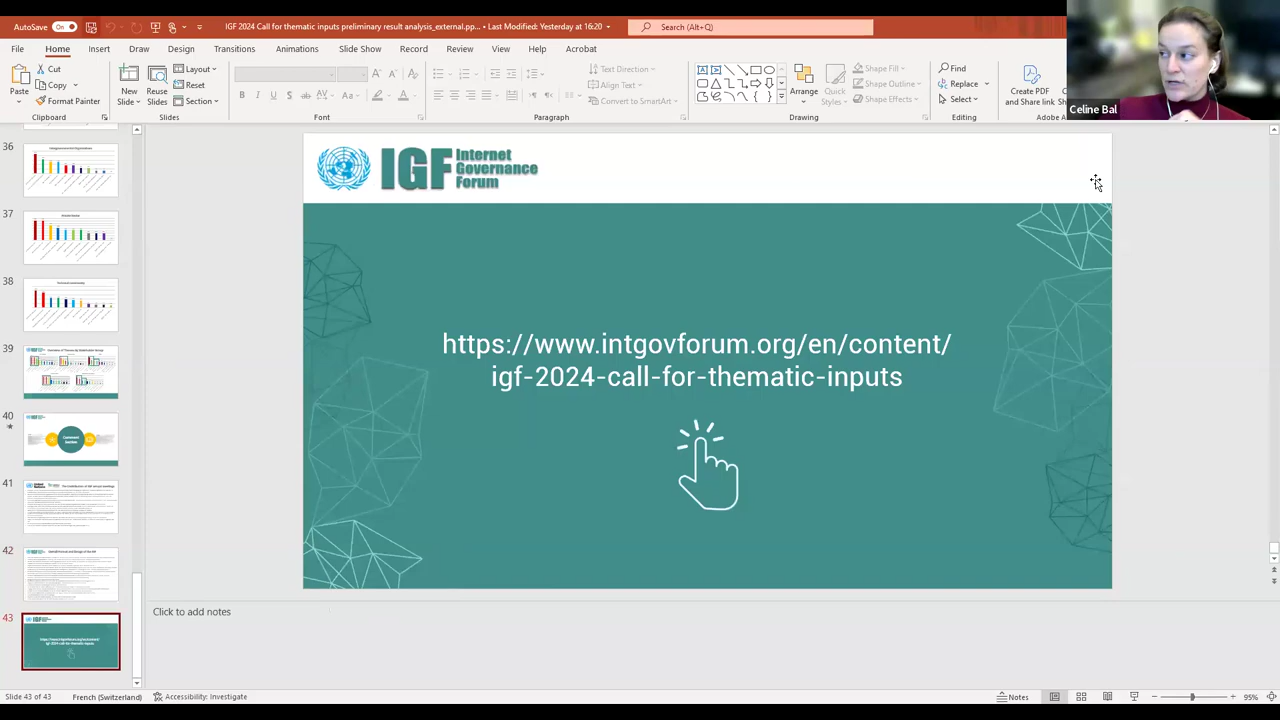 AutoSave On IGF 2024 Call for thematic inputs preliminary result analysis_external.pp... • Last Modified: Yesterday at 16:20 Search (Alt+Q)
File Home Insert Draw Design Transitions Animations Slide Show Record Review View Help Acrobat
Paste Cut Copy Format Painter
Clipboard
New Slide Reuse Slides Layout Reset Section
Slides
B I U S ab AV Aa A
Font
Text Direction
Align Text
Convert to SmartArt
Paragraph
Arrange Quick Styles Shape Fill Shape Outline Shape Effects
Drawing
Find
Replace
Select
Editing
Create PDF and Share link
Adobe A
Celine Bal
36
37
38
39
40
41
42
43
IGF Internet
Governance
Forum
https://www.intgovforum.org/en/content/
igf-2024-call-for-thematic-inputs
Click to add notes
Slide 43 of 43 French (Switzerland) Accessibility: Investigate Notes 95%